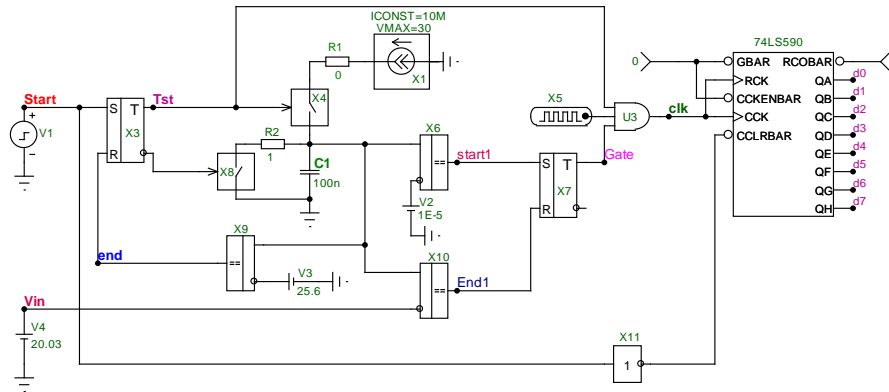 ICONST=10M
VMAX=30
R1
0
X1
74LS590
0
GBAR RCOBAR
RCK QA d0
CCKENBAR QB d1
CCK QC d2
CCLRBAR QD d3
QE d4
QF d5
QG d6
QH d7
Start
V1
+
S T
X3
R
Tst
X4
X5
U3
clk
R2
1
X8
C1
100n
X6
==
start1
V2
1E-5
S T
X7
R
Gate
X9
==
end
V3
25.6
X10
==
End1
Vin
V4
20.03
X11
1